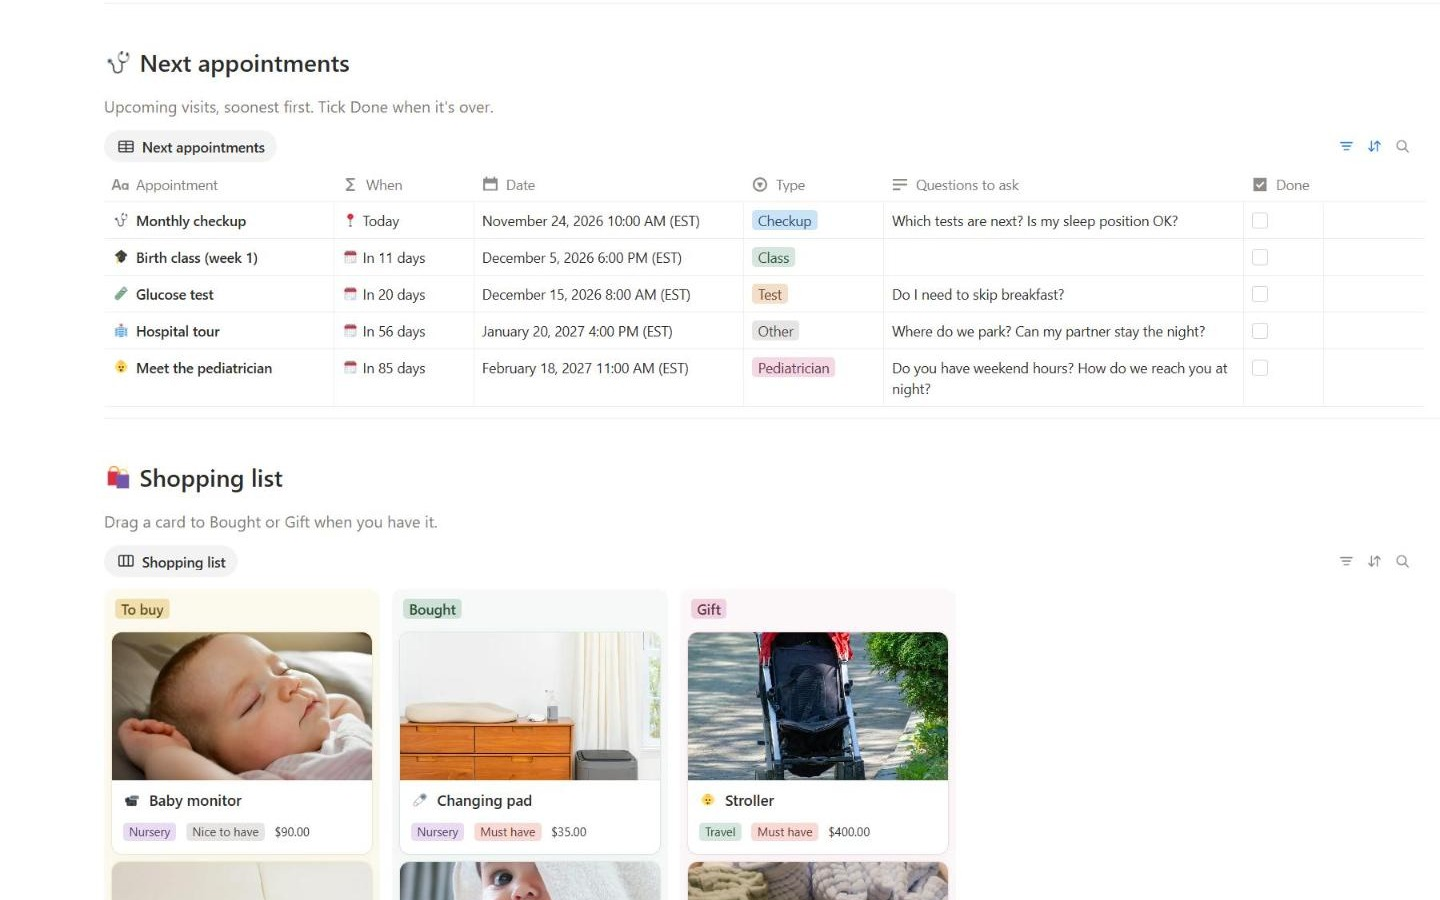 Next appointments
Upcoming visits, soonest first. Tick Done when it's over.
Next appointments
Aa Appointment When Date Type Questions to ask Done
Monthly checkup Today November 24, 2026 10:00 AM (EST) Checkup Which tests are next? Is my sleep position OK?
Birth class (week 1) In 11 days December 5, 2026 6:00 PM (EST) Class
Glucose test In 20 days December 15, 2026 8:00 AM (EST) Test Do I need to skip breakfast?
Hospital tour In 56 days January 20, 2027 4:00 PM (EST) Other Where do we park? Can my partner stay the night?
Meet the pediatrician In 85 days February 18, 2027 11:00 AM (EST) Pediatrician Do you have weekend hours? How do we reach you at
night?
Shopping list
Drag a card to Bought or Gift when you have it.
Shopping list
To buy
Baby monitor
Nursery Nice to have $90.00
Bought
Changing pad
Nursery Must have $35.00
Gift
Stroller
Travel Must have $400.00